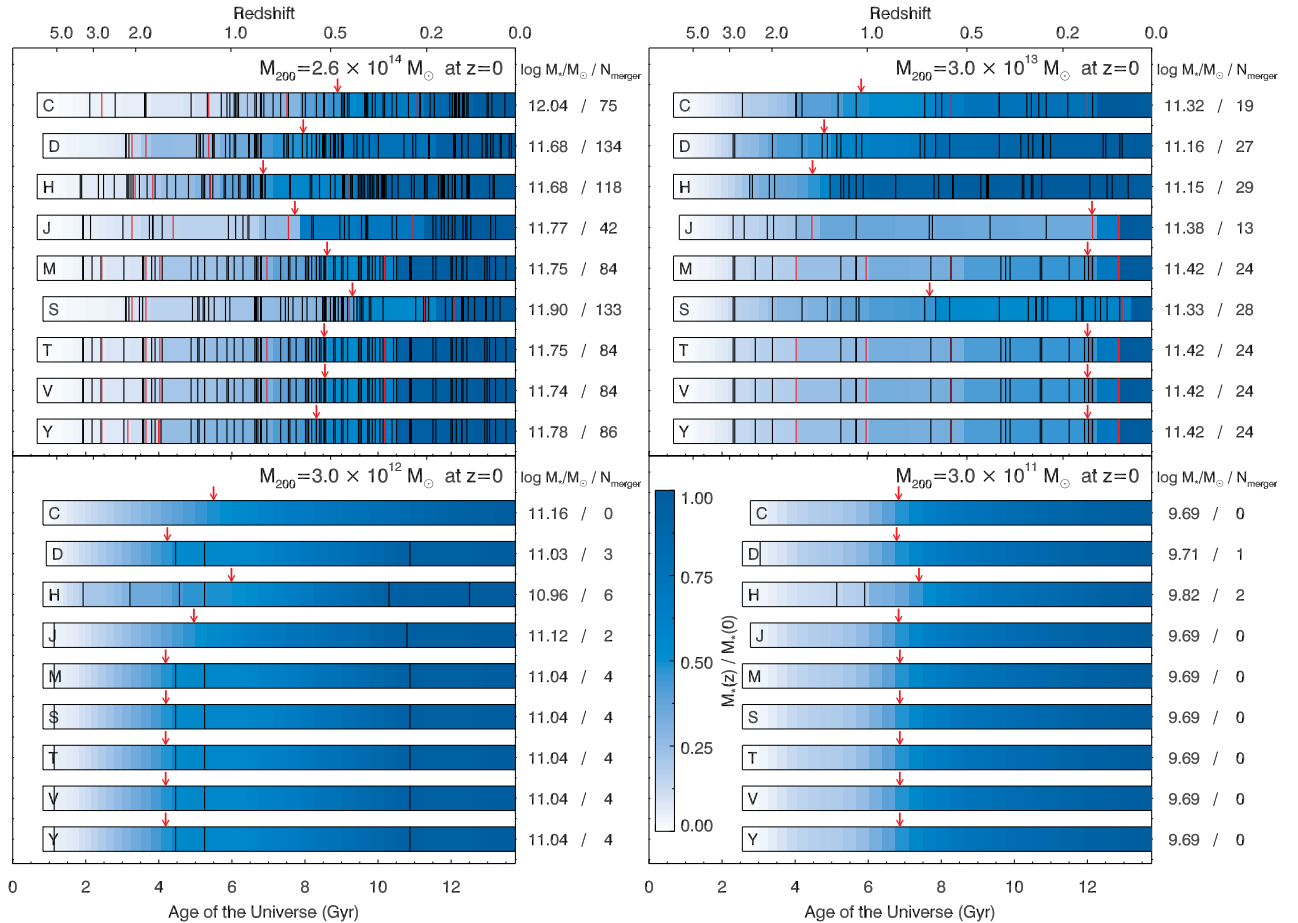 Redshift
5.0 3.0 2.0 1.0 0.5 0.2 0.0
M200=2.6 × 10^14 M⊙ at z=0
log M*/M⊙ / Nmerger
C 12.04 / 75
D 11.68 / 134
H 11.68 / 118
J 11.77 / 42
M 11.75 / 84
S 11.90 / 133
T 11.75 / 84
V 11.74 / 84
Y 11.78 / 86
Redshift
5.0 3.0 2.0 1.0 0.5 0.2 0.0
M200=3.0 × 10^13 M⊙ at z=0
log M*/M⊙ / Nmerger
C 11.32 / 19
D 11.16 / 27
H 11.15 / 29
J 11.38 / 13
M 11.42 / 24
S 11.33 / 28
T 11.42 / 24
V 11.42 / 24
Y 11.42 / 24
M200=3.0 × 10^12 M⊙ at z=0
log M*/M⊙ / Nmerger
C 11.16 / 0
D 11.03 / 3
H 10.96 / 6
J 11.12 / 2
M 11.04 / 4
S 11.04 / 4
T 11.04 / 4
V 11.04 / 4
Y 11.04 / 4
0 2 4 6 8 10 12
Age of the Universe (Gyr)
M200=3.0 × 10^11 M⊙ at z=0
log M*/M⊙ / Nmerger
1.00
0.75
0.50
0.25
0.00
M*(z) / M*(0)
C 9.69 / 0
D 9.71 / 1
H 9.82 / 2
J 9.69 / 0
M 9.69 / 0
S 9.69 / 0
T 9.69 / 0
V 9.69 / 0
Y 9.69 / 0
0 2 4 6 8 10 12
Age of the Universe (Gyr)